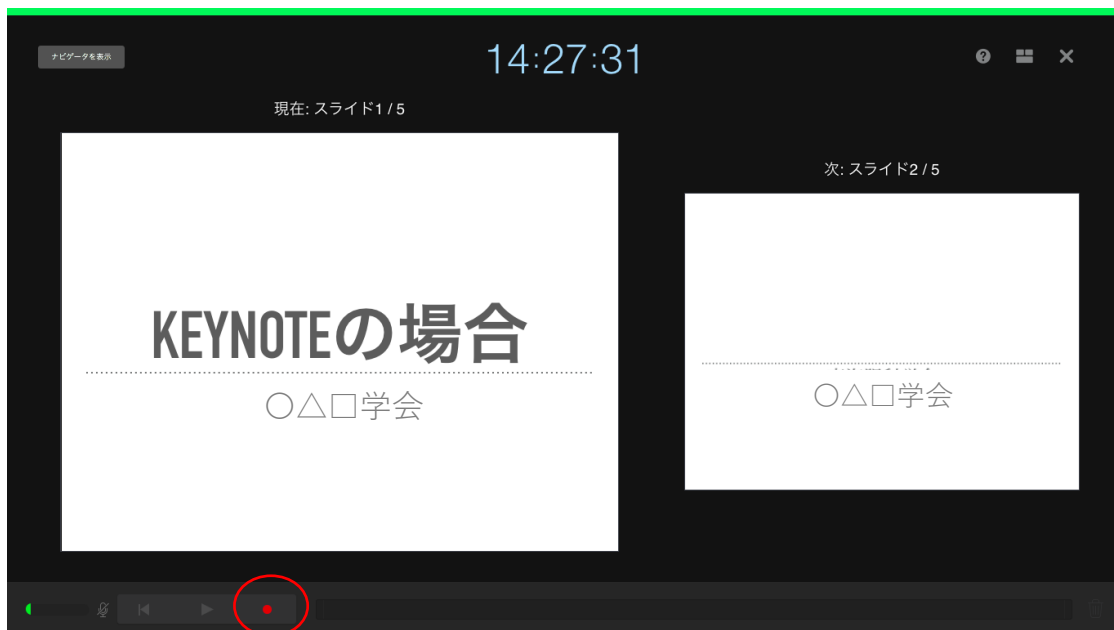 ナビゲータを表示
14:27:31
現在: スライド1 / 5
次: スライド2 / 5
KEYNOTEの場合
〇△□学会
〇△□学会